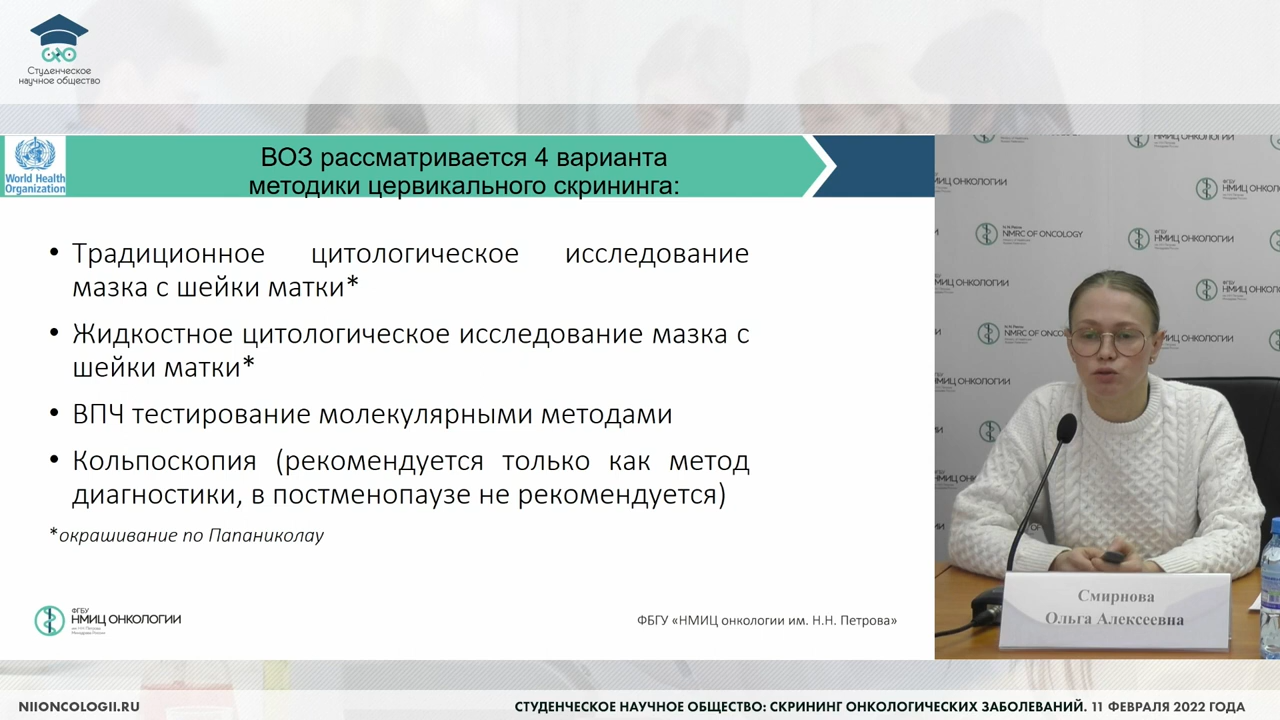 Студенческое
научное общество
World Health
Organization
ВОЗ рассматривается 4 варианта
методики цервикального скрининга:
• Традиционное цитологическое исследование
мазка с шейки матки*
• Жидкостное цитологическое исследование мазка с
шейки матки*
• ВПЧ тестирование молекулярными методами
• Кольпоскопия (рекомендуется только как метод
диагностики, в постменопаузе не рекомендуется)
*окрашивание по Папаниколау
ФГБУ
НМИЦ ОНКОЛОГИИ
ФБГУ «НМИЦ онкологии им. Н.Н. Петрова»
НМИЦ ОНКОЛОГИИ
NMRC OF ONCOLOGY
НМИЦ ОНКОЛОГИИ
Смирнова
Ольга Алексеевна
NIIONCOLOGII.RU
СТУДЕНЧЕСКОЕ НАУЧНОЕ ОБЩЕСТВО: СКРИНИНГ ОНКОЛОГИЧЕСКИХ ЗАБОЛЕВАНИЙ. 11 ФЕВРАЛЯ 2022 ГОДА